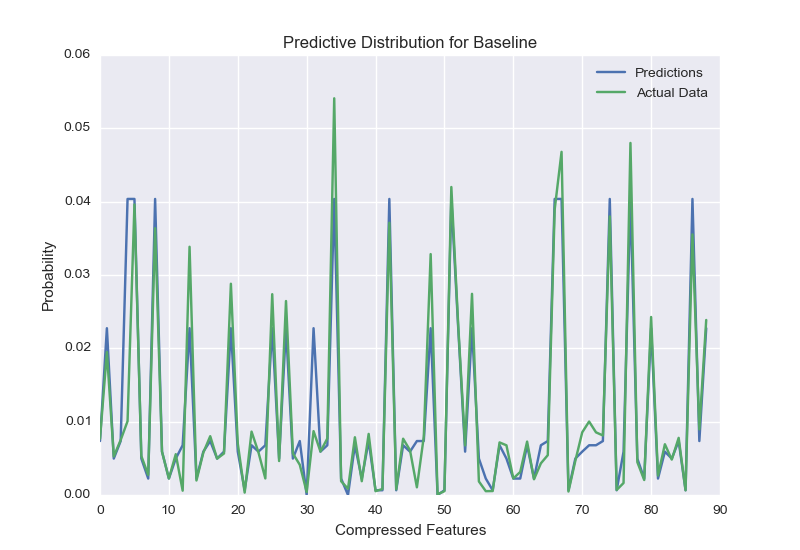 Predictive Distribution for Baseline
Predictions
Actual Data
0.06
0.05
0.04
0.03
0.02
0.01
0.00
Probability
0 10 20 30 40 50 60 70 80 90
Compressed Features